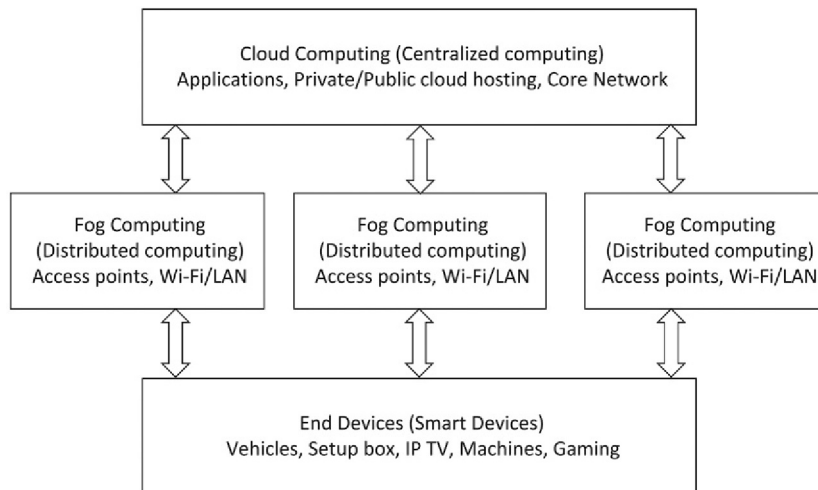 Cloud Computing (Centralized computing)
Applications, Private/Public cloud hosting, Core Network
Fog Computing
(Distributed computing)
Access points, Wi-Fi/LAN
Fog Computing
(Distributed computing)
Access points, Wi-Fi/LAN
Fog Computing
(Distributed computing)
Access points, Wi-Fi/LAN
End Devices (Smart Devices)
Vehicles, Setup box, IP TV, Machines, Gaming